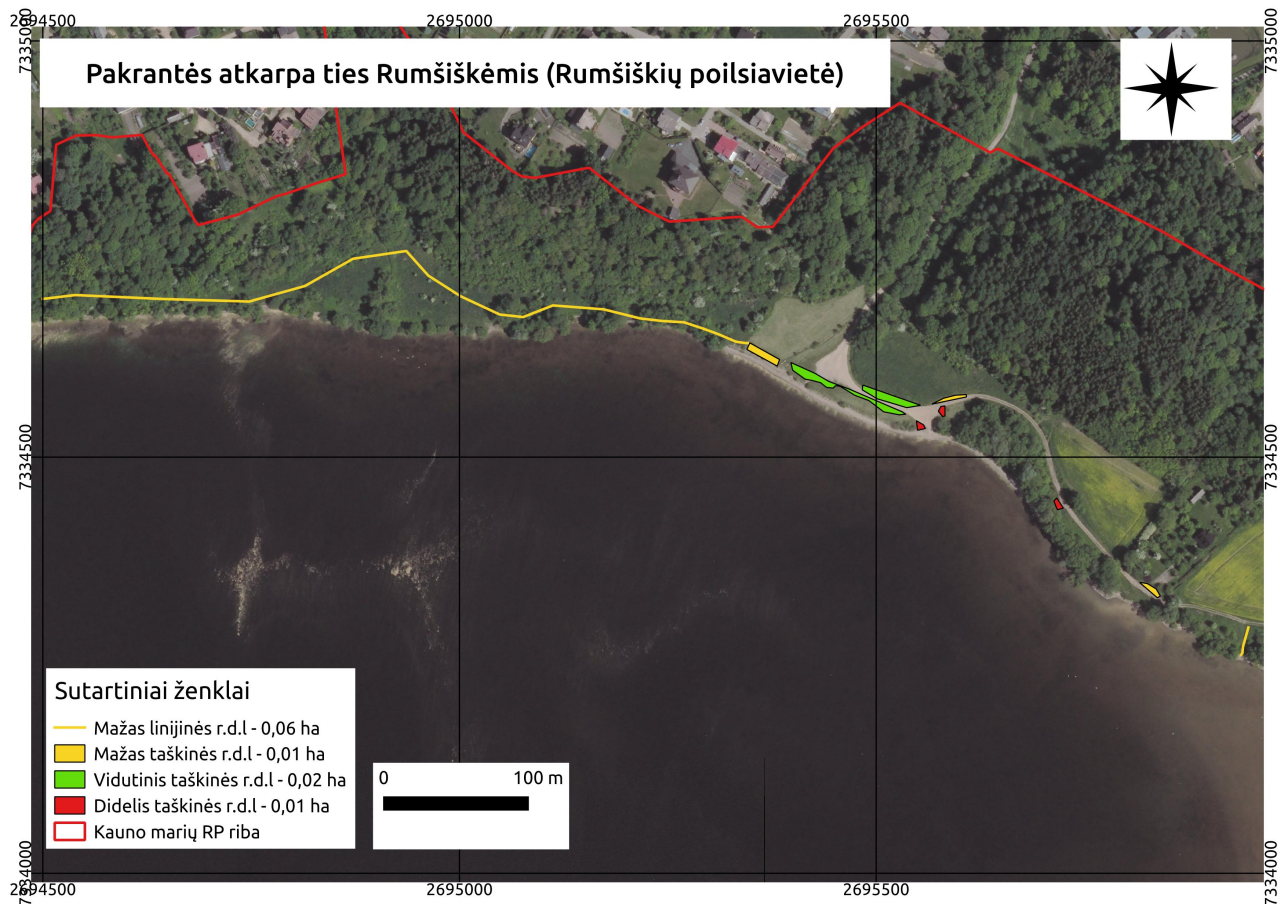 2694500
2695000
2695500
7335000
7335000
Pakrantės atkarpa ties Rumšiškėmis (Rumšiškių poilsiavietė)
7334500
7334500
Sutartiniai ženklai
Mažas linijinės r.d.l - 0,06 ha
Mažas taškinės r.d.l - 0,01 ha
Vidutinis taškinės r.d.l - 0,02 ha
Didelis taškinės r.d.l - 0,01 ha
Kauno marių RP riba
0 100 m
7334000
7334000
2694500
2695000
2695500